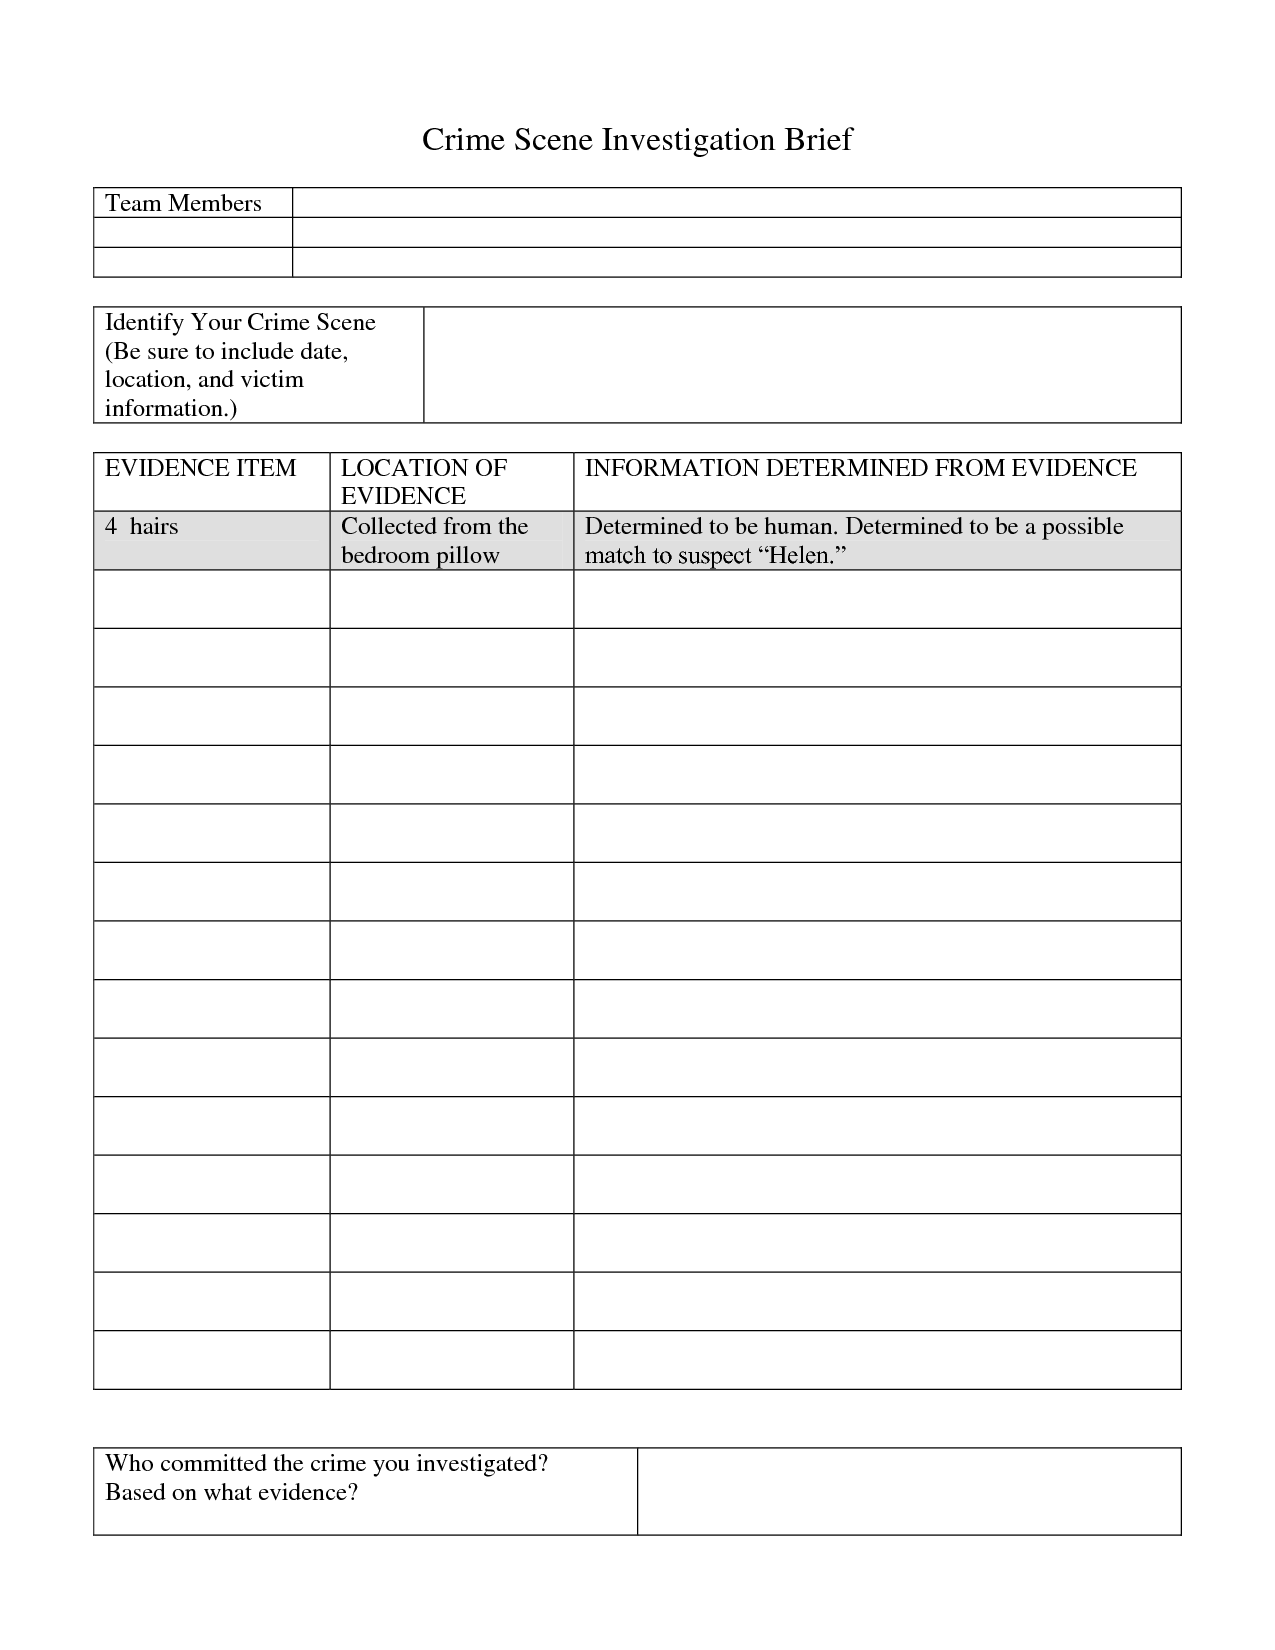 Crime Scene Investigation Brief
Team Members
Identify Your Crime Scene
(Be sure to include date,
location, and victim
information.)
EVIDENCE ITEM
LOCATION OF
EVIDENCE
INFORMATION DETERMINED FROM EVIDENCE
4  hairs
Collected from the
bedroom pillow
Determined to be human. Determined to be a possible
match to suspect “Helen.”
Who committed the crime you investigated?
Based on what evidence?